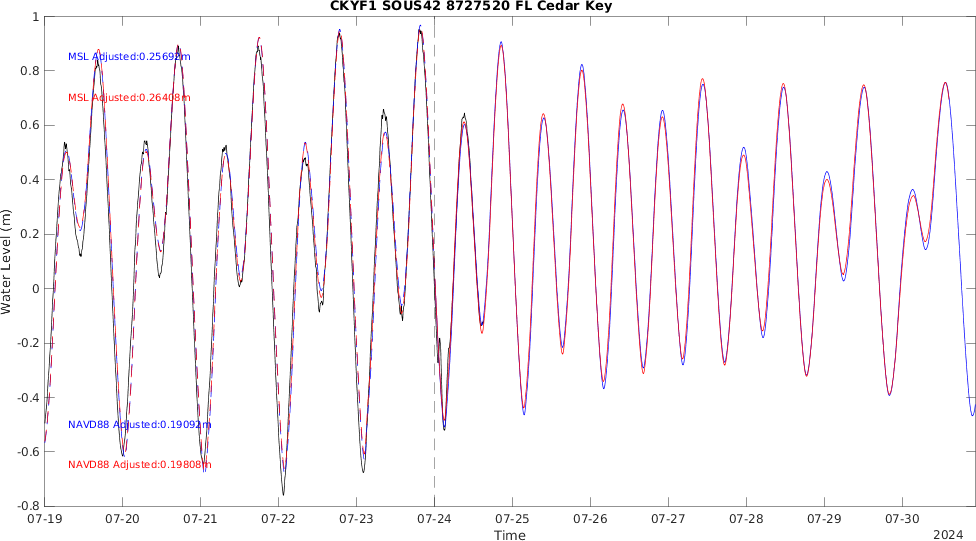 CKYF1 SOUS42 8727520 FL Cedar Key
1
0.8
0.6
0.4
0.2
0
-0.2
-0.4
-0.6
-0.8
Water Level (m)
MSL Adjusted:0.25692m
MSL Adjusted:0.26408m
NAVD88 Adjusted:0.19092m
NAVD88 Adjusted:0.19808m
07-19 07-20 07-21 07-22 07-23 07-24 07-25 07-26 07-27 07-28 07-29 07-30
Time
2024